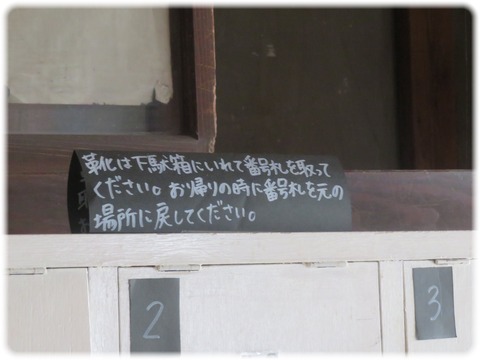 靴は下駄箱にいれて番号札を取って
ください。お帰りの時に番号札を元の
場所に戻してください。
2
3